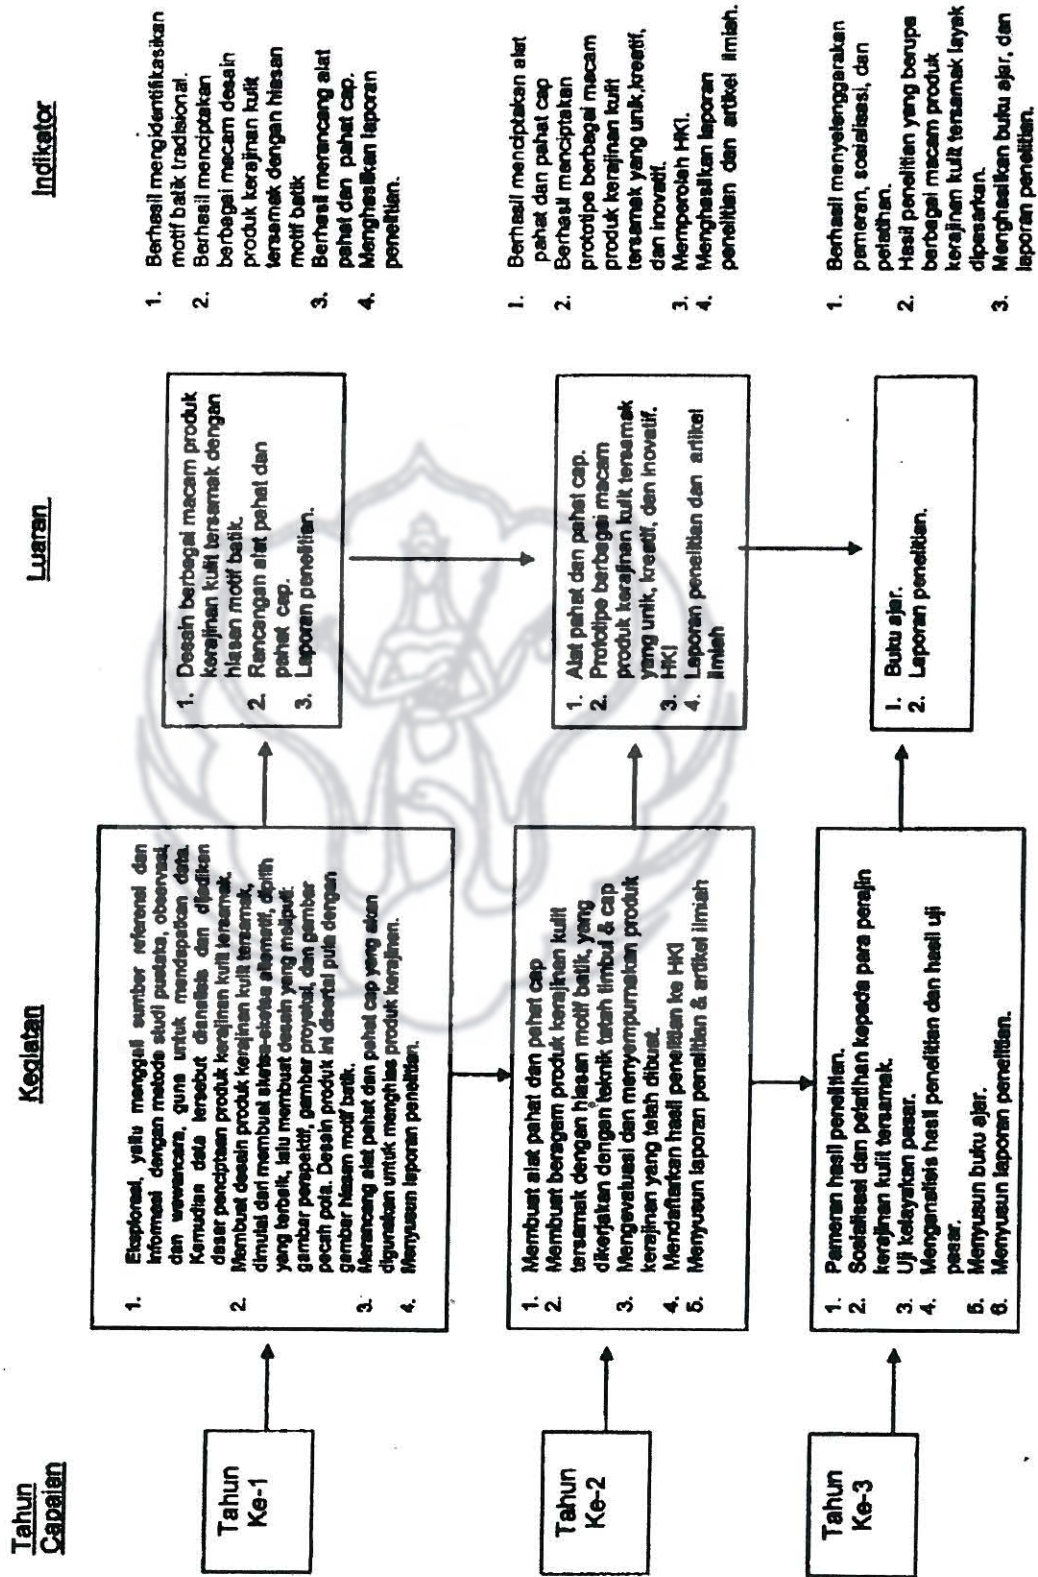 Tahun
Capaian
Kegiatan
Luaran
Indikator
Tahun
Ke-1
1. Eksplorasi, yaitu menggali sumber referensi dan
informasi dengan metode studi pustaka, observasi,
dan wawancara, guna untuk mendapatkan data.
Kemudian data tersebut dianalisis dan dijadikan
dasar penciptaan produk kerajinan kulit tersamak.
2. Membuat desain produk kerajinan kulit tersamak,
dimulai dari membuat sketsa-sketsa alternatif, dipilih
yang terbaik, lalu membuat desain yang meliputi:
gambar perspektif, gambar proyeksi, dan gambar
pecah pola. Desain produk ini disertai pula dengan
gambar hiasan motif batik.
3. Merancang alat pahat dan pahat cap yang akan
digunakan untuk menghias produk kerajinan.
4. Menyusun laporan penelitian.
1. Desain berbagai macam produk
kerajinan kulit tersamak dengan
hiasan motif batik.
2. Rancangan alat pahat dan
pahat cap.
3. Laporan penelitian.
1. Berhasil mengidentifikasikan
motif batik tradisional.
2. Berhasil menciptakan
berbagai macam desain
produk kerajinan kulit
tersamak dengan hiasan
motif batik
3. Berhasil merancang alat
pahat dan pahat cap.
4. Menghasilkan laporan
penelitian.
Tahun
Ke-2
1. Membuat alat pahat dan pahat cap
2. Membuat beragam produk kerajinan kulit
tersamak dengan hiasan motif batik, yang
dikerjakan dengan teknik tatah timbul & cap
3. Mengevaluasi dan menyempurnakan produk
kerajinan yang telah dibuat.
4. Mendaftarkan hasil penelitian ke HKI
5. Menyusun laporan penelitian & artikel ilmiah
1. Alat pahat dan pahat cap.
2. Prototipe berbagai macam
produk kerajinan kulit tersamak
yang unik, kreatif, dan inovatif.
3. HKI
4. Laporan penelitian dan artikel
ilmiah
1. Berhasil menciptakan alat
pahat dan pahat cap
2. Berhasil menciptakan
prototipe berbagai macam
produk kerajinan kulit
tersamak yang unik,kreatif,
dan inovatif.
3. Memperolah HKI.
4. Menghasilkan laporan
penelitian dan artikel ilmiah.
Tahun
Ke-3
1. Pameran hasil penelitian.
2. Sosialisasi dan pelatihan kepada para perajin
kerajinan kulit tersamak.
3. Uji kelayakan pasar.
4. Menganalisis hasil penelitian dan hasil uji
pasar.
5. Menyusun buku ajar.
6. Menyusun laporan penelitian.
1. Buku ajar.
2. Laporan penelitian.
1. Berhasil menyelenggarakan
pameran, sosialisasi, dan
pelatihan.
2. Hasil penelitian yang berupa
berbagai macam produk
kerajinan kulit tersamak layak
dipasarkan.
3. Menghasilkan buku ajar, dan
laporan penelitian.